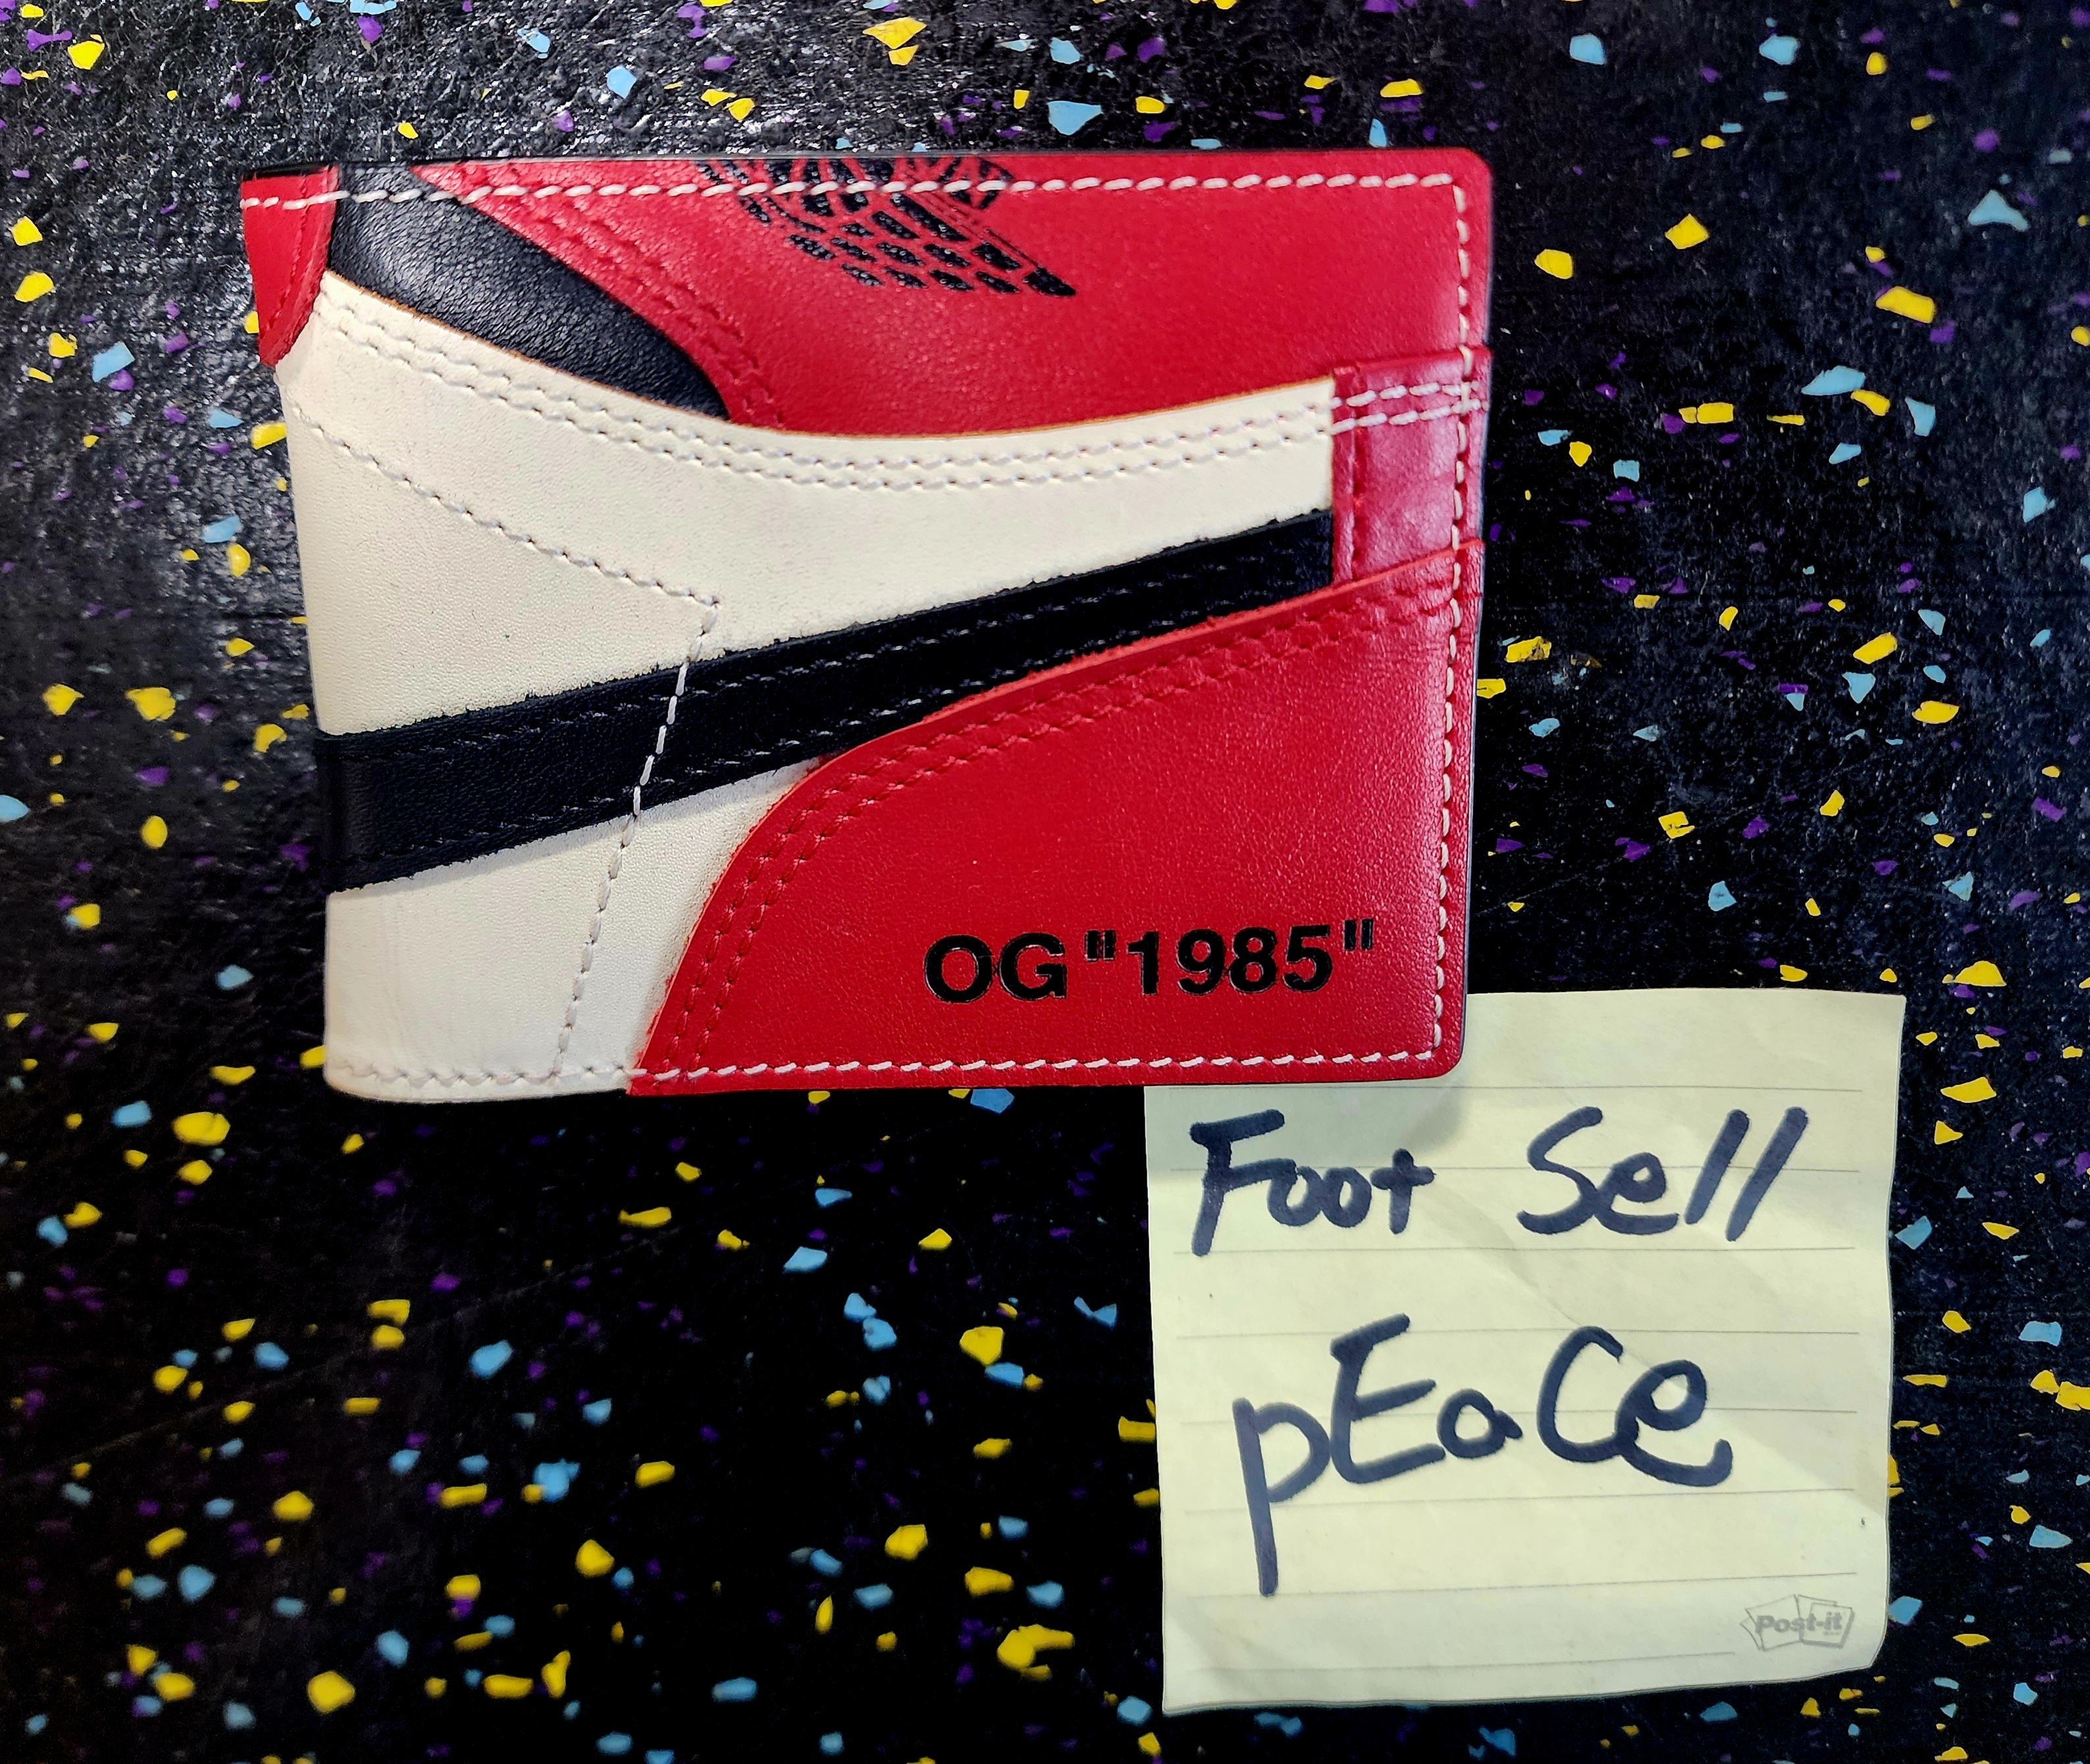 OG "1985"
Foot Sell
pEaCe
Post-it